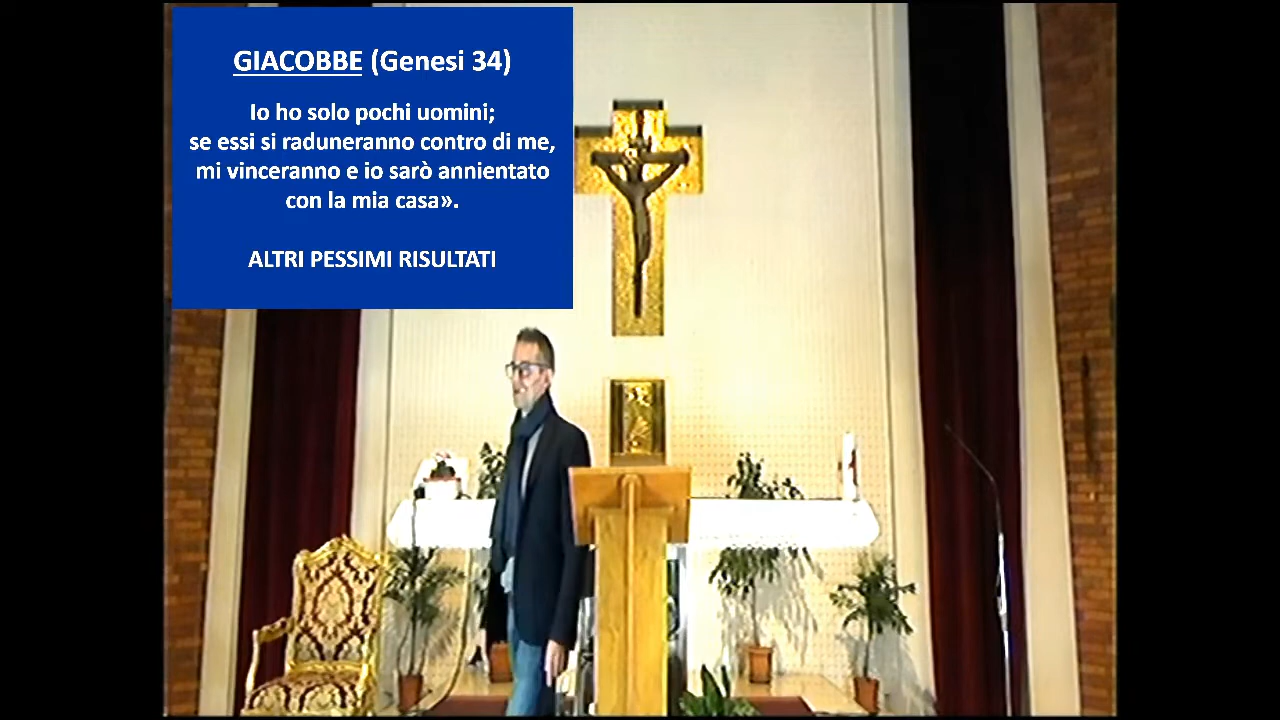 GIACOBBE (Genesi 34)
Io ho solo pochi uomini;
se essi si raduneranno contro di me,
mi vinceranno e io sarò annientato
con la mia casa».
ALTRI PESSIMI RISULTATI